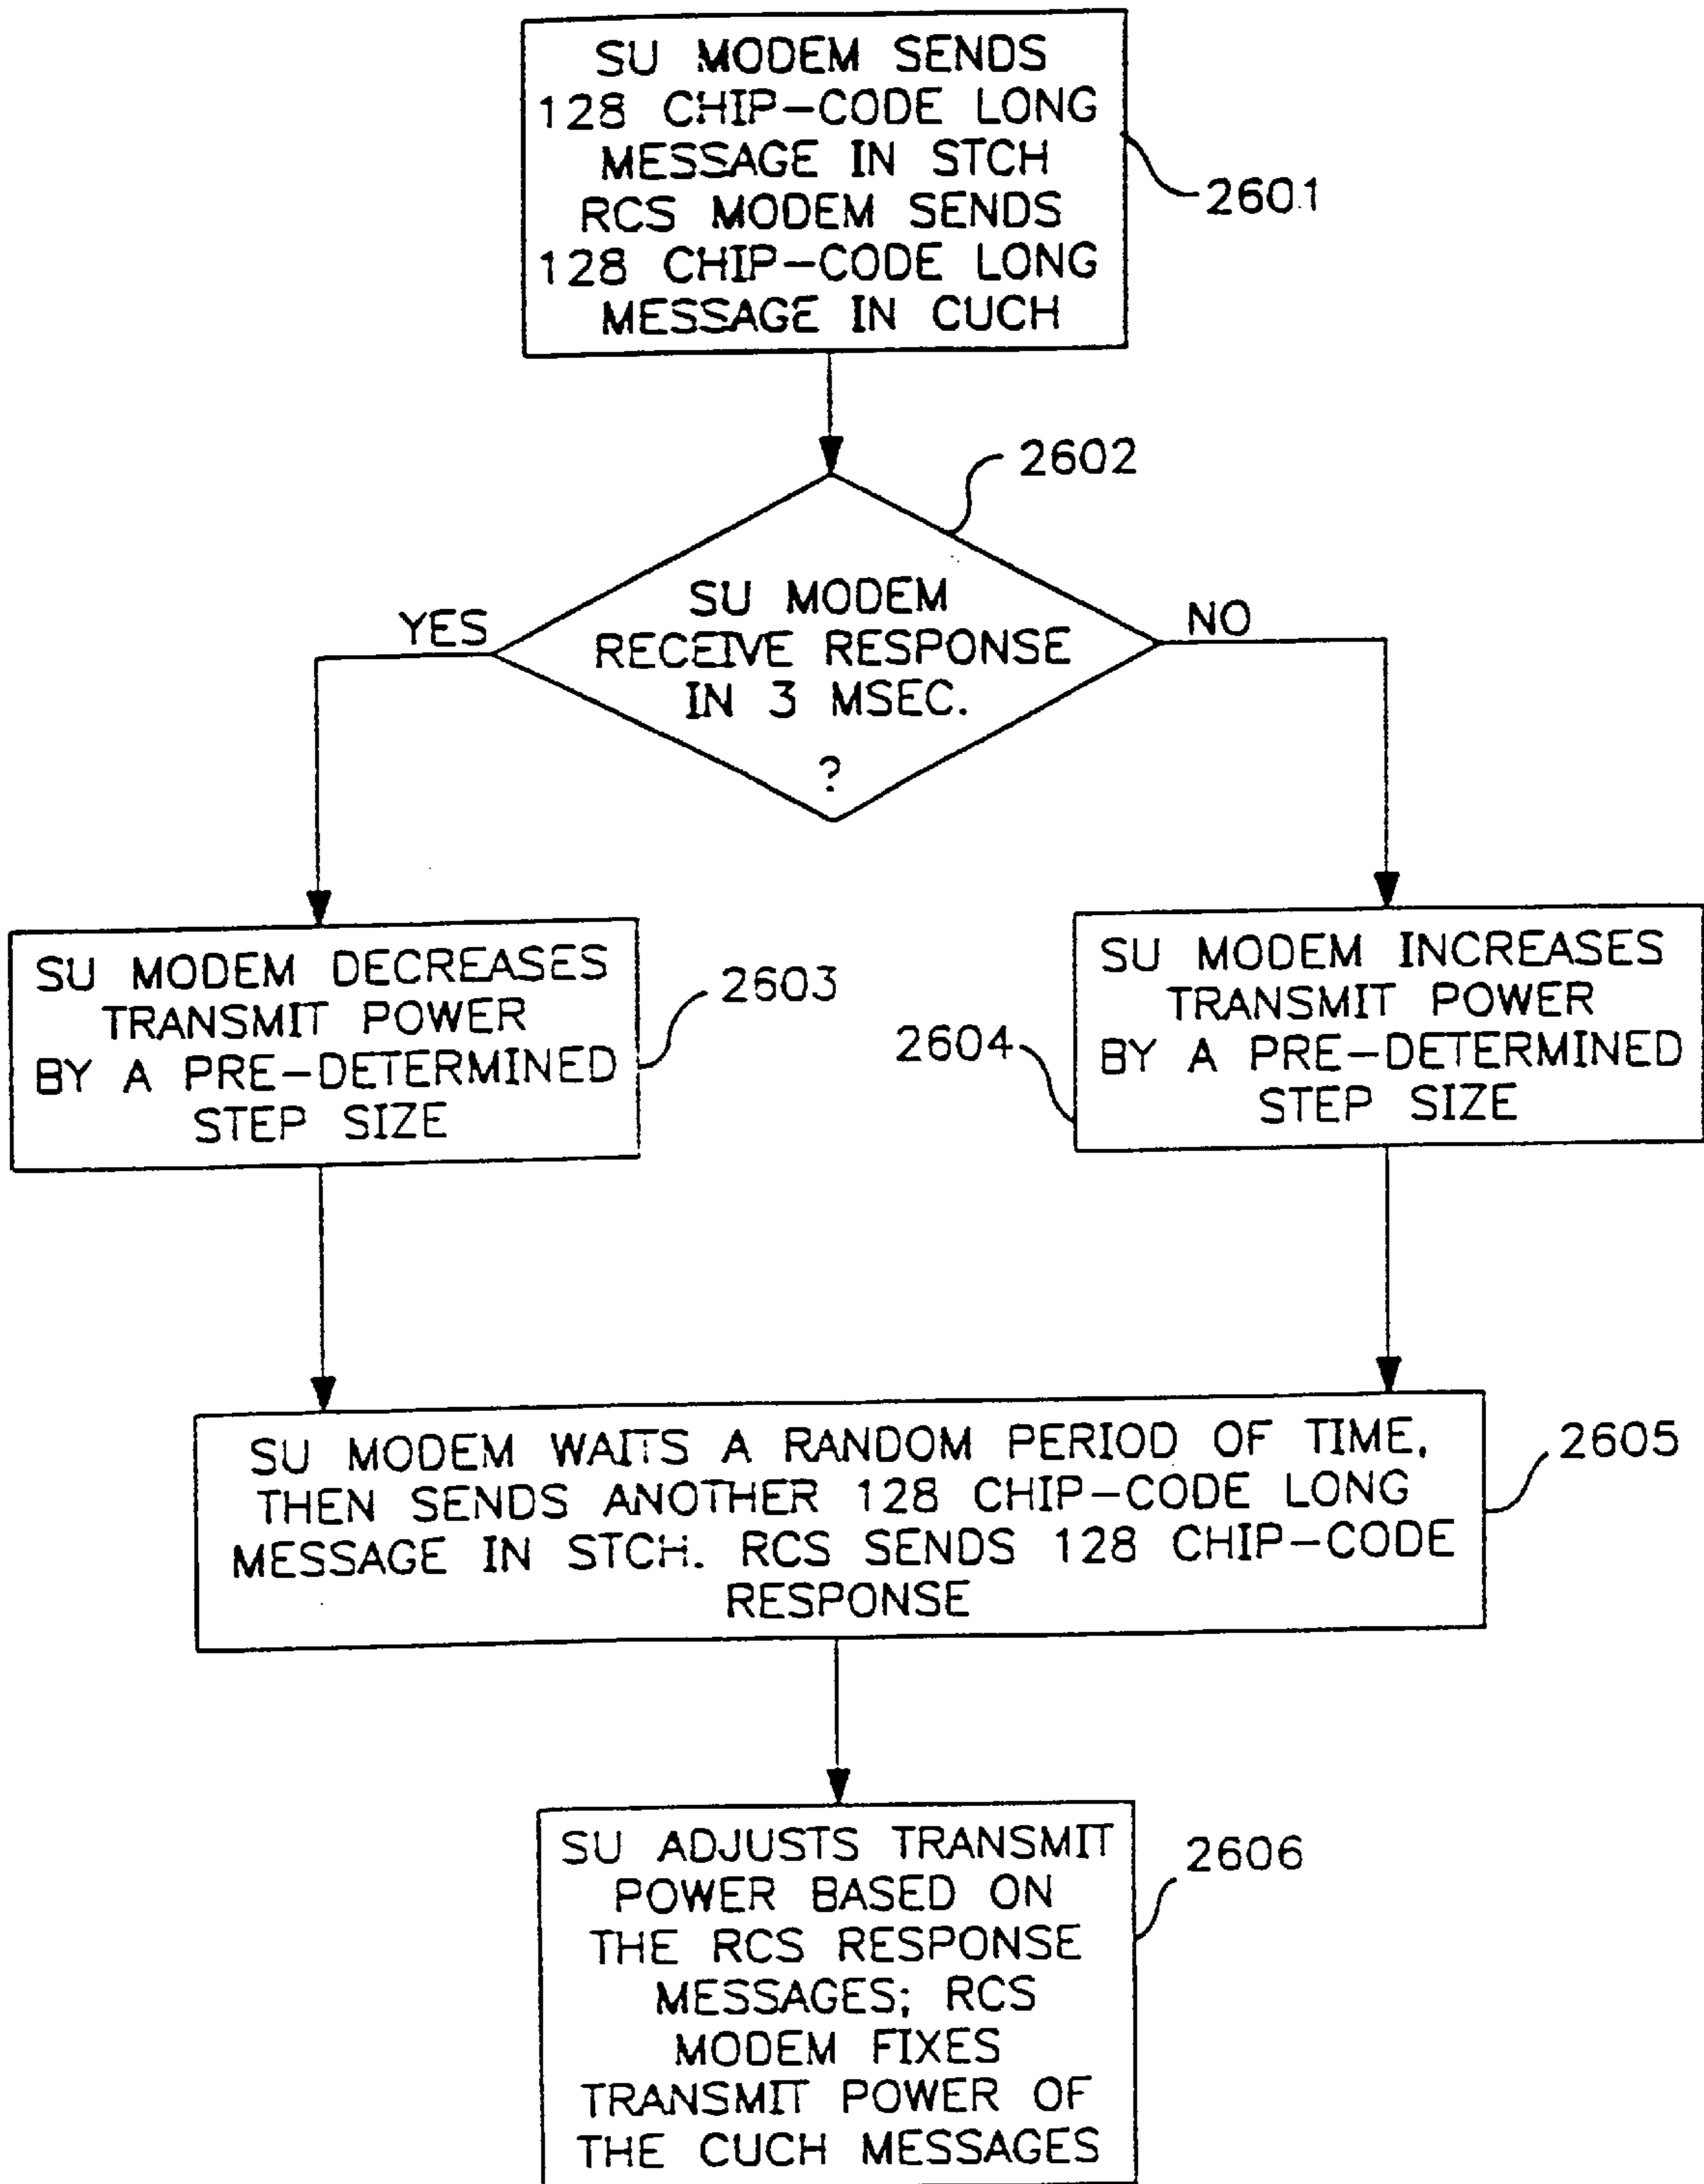 SU MODEM SENDS
128 CHIP-CODE LONG
MESSAGE IN STCH
RCS MODEM SENDS
128 CHIP-CODE LONG
MESSAGE IN CUCH
2601
2602
SU MODEM
RECEIVE RESPONSE
IN 3 MSEC.
?
YES
NO
SU MODEM DECREASES
TRANSMIT POWER
BY A PRE-DETERMINED
STEP SIZE
2603
SU MODEM INCREASES
TRANSMIT POWER
BY A PRE-DETERMINED
STEP SIZE
2604
SU MODEM WAITS A RANDOM PERIOD OF TIME,
THEN SENDS ANOTHER 128 CHIP-CODE LONG
MESSAGE IN STCH. RCS SENDS 128 CHIP-CODE
RESPONSE
2605
SU ADJUSTS TRANSMIT
POWER BASED ON
THE RCS RESPONSE
MESSAGES; RCS
MODEM FIXES
TRANSMIT POWER OF
THE CUCH MESSAGES
2606